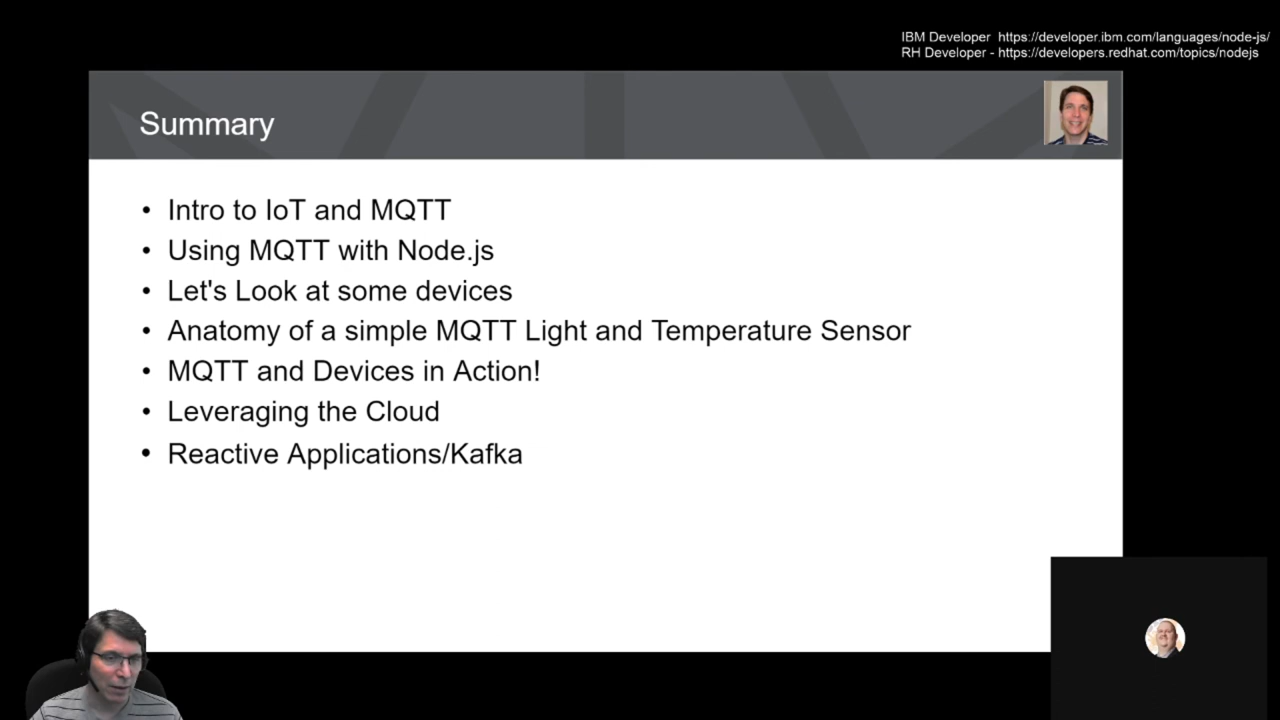 IBM Developer  https://developer.ibm.com/languages/node-js/
RH Developer - https://developers.redhat.com/topics/nodejs
Summary
• Intro to IoT and MQTT
• Using MQTT with Node.js
• Let's Look at some devices
• Anatomy of a simple MQTT Light and Temperature Sensor
• MQTT and Devices in Action!
• Leveraging the Cloud
• Reactive Applications/Kafka